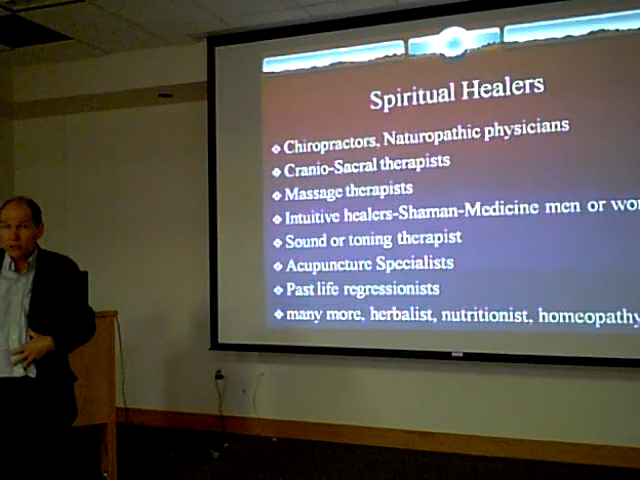 Spiritual Healers
Chiropractors, Naturopathic physicians
Cranio-Sacral therapists
Massage therapists
Intuitive healers-Shaman-Medicine men or
Sound or toning therapist
Acupuncture Specialists
Past life regressionists
many more, herbalist, nutritionist, homeopathy